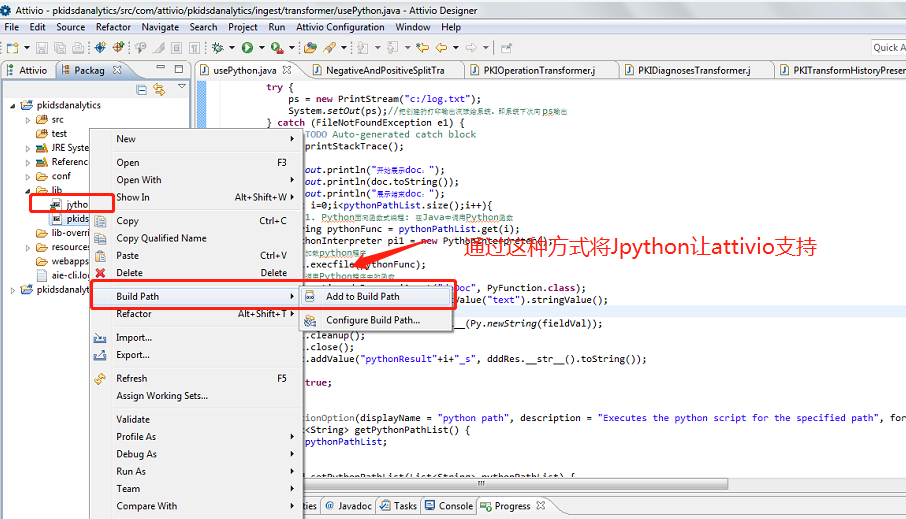 Attivio - pkidsdanalytics/src/com/attivio/pkidsdanalytics/ingest/transformer/usePython.java - Attivio Designer
File Edit Source Refactor Navigate Search Project Run Attivio Configuration Window Help
Quick A
Attivio Packag
usePython.java NegativeAndPositiveSplitTra PKIOperationTransformer.j PKIDiagnosesTransformer.j PKITransformHistoryPresen
pkidsdanalytics
src
test
JRE Syste
Reference
conf
lib
jytho
pkids
lib-overri
resources
webapps
aie-cli.lo
pkidsdanalyt
New
Open F3
Open With
Show In Alt+Shift+W
Copy Ctrl+C
Copy Qualified Name
Paste Ctrl+V
Delete Delete
Build Path
Refactor Alt+Shift+T
Import...
Export...
Refresh F5
Assign Working Sets...
Validate
Profile As
Debug As
Run As
Team
Compare With
Add to Build Path
Configure Build Path...
try {
ps = new PrintStream("c:/log.txt");
System.setOut(ps);//把创建的打印输出流赋给系统。即系统下次向 ps输出
} catch (FileNotFoundException e1) {
TODO Auto-generated catch block
printStackTrace();
out.println("开始展示doc: ");
out.println(doc.toString());
out.println("展示结束doc: ");
i=0;i<pythonPathList.size();i++){
1. Python面向函数式编程: 在Java中调用Python函数
ing pythonFunc = pythonPathList.get(i);
honInterpreter pi1 = new PythonInterpreter();
python程序
.execfile(pythonFunc);
调用Python程序中的函数
Doc", PyFunction.class);
tValue("text").stringValue();
__(Py.newString(fieldVal));
.cleanup();
.close();
.addValue("pythonResult"+i+"_s", dddRes.__str__().toString());
true;
ionOption(displayName = "python path", description = "Executes the python script for the specified path", for
t<String> getPythonPathList() {
pythonPathList;
setPythonPathList(List<String> pythonPathList) {
通过这种方式将Jpython让attivio支持
ties Javadoc Tasks Console Progress